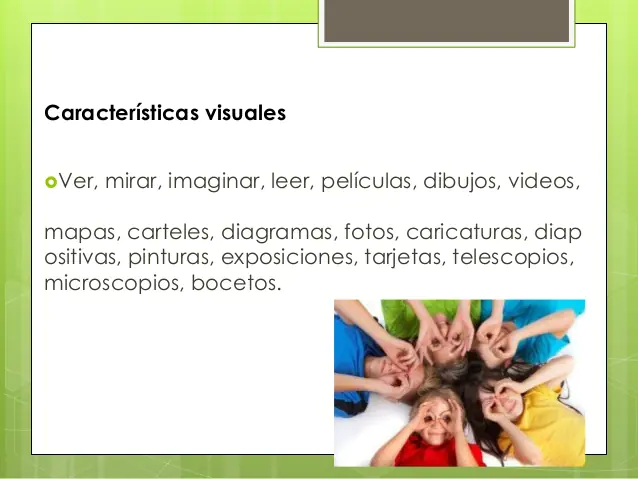 Características visuales
Ver, mirar, imaginar, leer, películas, dibujos, videos,
mapas, carteles, diagramas, fotos, caricaturas, diap
ositivas, pinturas, exposiciones, tarjetas, telescopios,
microscopios, bocetos.